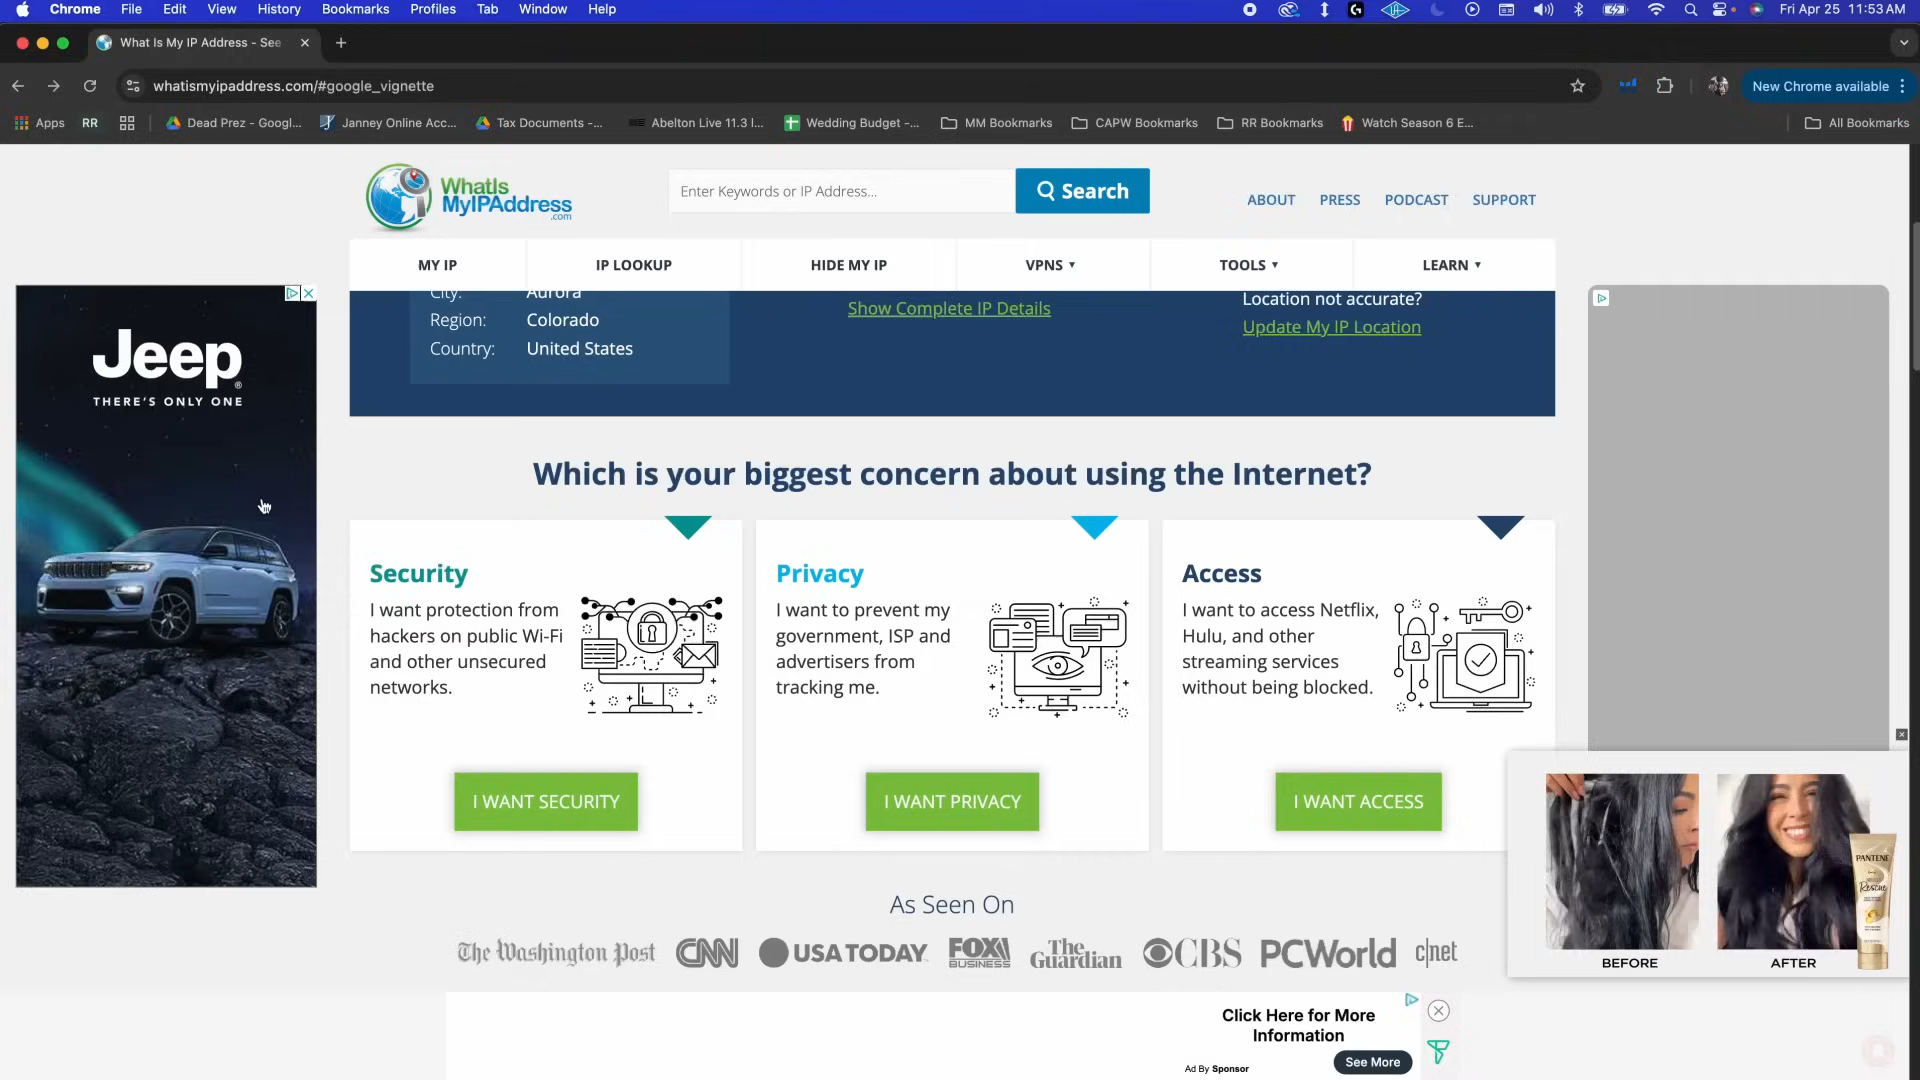 Chrome File Edit View History Bookmarks Profiles Tab Window Help
Fri Apr 25 11:53 AM
What Is My IP Address - See
whatismyipaddress.com/#google_vignette
New Chrome available
Apps
RR
Dead Prez - Googl...
Janney Online Acc...
Tax Documents -...
Abelton Live 11.3 I...
Wedding Budget -...
MM Bookmarks
CAPW Bookmarks
RR Bookmarks
Watch Season 6 E...
All Bookmarks
WhatIs
MyIPAddress
.com
Enter Keywords or IP Address...
Search
ABOUT
PRESS
PODCAST
SUPPORT
MY IP
IP LOOKUP
HIDE MY IP
VPNS
TOOLS
LEARN
City: Aurora
Region: Colorado
Country: United States
Show Complete IP Details
Location not accurate?
Update My IP Location
Jeep®
THERE'S ONLY ONE
Which is your biggest concern about using the Internet?
Security
I want protection from
hackers on public Wi-Fi
and other unsecured
networks.
I WANT SECURITY
Privacy
I want to prevent my
government, ISP and
advertisers from
tracking me.
I WANT PRIVACY
Access
I want to access Netflix,
Hulu, and other
streaming services
without being blocked.
I WANT ACCESS
As Seen On
The Washington Post
CNN
USA TODAY
FOX
BUSINESS
The
Guardian
CBS
PCWorld
c|net
PANTENE
Rescue
BEFORE
AFTER
Click Here for More
Information
See More
Ad By Sponsor